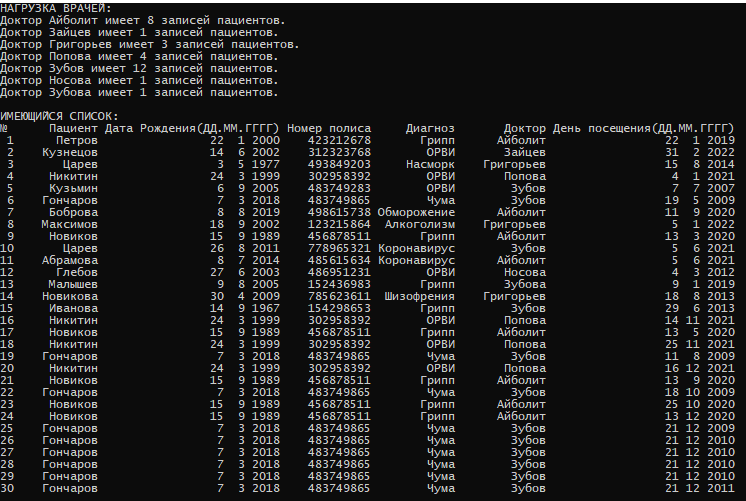 НАГРУЗКА ВРАЧЕЙ:
Доктор Айболит имеет 8 записей пациентов.
Доктор Зайцев имеет 1 записей пациентов.
Доктор Григорьев имеет 3 записей пациентов.
Доктор Попова имеет 4 записей пациентов.
Доктор Зубов имеет 12 записей пациентов.
Доктор Носова имеет 1 записей пациентов.
Доктор Зубова имеет 1 записей пациентов.
ИМЕЮЩИЙСЯ СПИСОК:
№ Пациент Дата Рождения(ДД.ММ.ГГГГ) Номер полиса Диагноз Доктор День посещения(ДД.ММ.ГГГГ)
1 Петров 22 1 2000 423212678 Грипп Айболит 22 1 2019
2 Кузнецов 14 6 2002 312323768 ОРВИ Зайцев 31 2 2022
3 Царев 3 5 1977 493849203 Насморк Григорьев 15 8 2014
4 Никитин 24 3 1999 302958392 ОРВИ Попова 4 1 2021
5 Кузьмин 6 9 2005 483749283 ОРВИ Зубов 7 7 2007
6 Гончаров 7 3 2018 483749865 Чума Зубов 19 5 2009
7 Боброва 8 8 2019 498615738 Обморожение Айболит 11 9 2020
8 Максимов 18 9 2002 123215864 Алкоголизм Григорьев 5 1 2022
9 Новиков 15 9 1989 456878511 Грипп Айболит 13 3 2020
10 Царев 26 8 2011 778965321 Коронавирус Зубов 5 6 2021
11 Абрамова 8 7 2014 485615634 Коронавирус Айболит 5 6 2021
12 Глебов 27 6 2003 486951231 ОРВИ Носова 4 3 2012
13 Малышев 9 8 2005 152436983 Грипп Зубова 9 1 2019
14 Новикова 30 4 2009 785623611 Шизофрения Григорьев 18 8 2013
15 Иванова 14 9 1967 154298653 Грипп Зубов 29 6 2013
16 Никитин 24 3 1999 302958392 ОРВИ Попова 14 11 2021
17 Новиков 15 9 1989 456878511 Грипп Айболит 13 5 2020
18 Никитин 24 3 1999 302958392 ОРВИ Попова 25 11 2021
19 Гончаров 7 3 2018 483749865 Чума Зубов 11 8 2009
20 Никитин 24 3 1999 302958392 ОРВИ Попова 16 12 2021
21 Новиков 15 9 1989 456878511 Грипп Айболит 13 9 2020
22 Гончаров 7 3 2018 483749865 Чума Зубов 18 10 2009
23 Новиков 15 9 1989 456878511 Грипп Айболит 25 10 2020
24 Новиков 15 9 1989 456878511 Грипп Айболит 13 12 2020
25 Гончаров 7 3 2018 483749865 Чума Зубов 21 12 2009
26 Гончаров 7 3 2018 483749865 Чума Зубов 21 12 2010
27 Гончаров 7 3 2018 483749865 Чума Зубов 21 12 2010
28 Гончаров 7 3 2018 483749865 Чума Зубов 21 12 2010
29 Гончаров 7 3 2018 483749865 Чума Зубов 21 12 2010
30 Гончаров 7 3 2018 483749865 Чума Зубов 21 12 2011